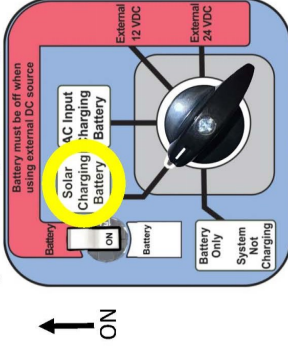 ON
Battery must be off when
using external DC source
Battery
ON
Battery
Solar
Charging
Battery
AC Input
Charging
Battery
External
12 VDC
External
24 VDC
Battery
Only
System
Not
Charging